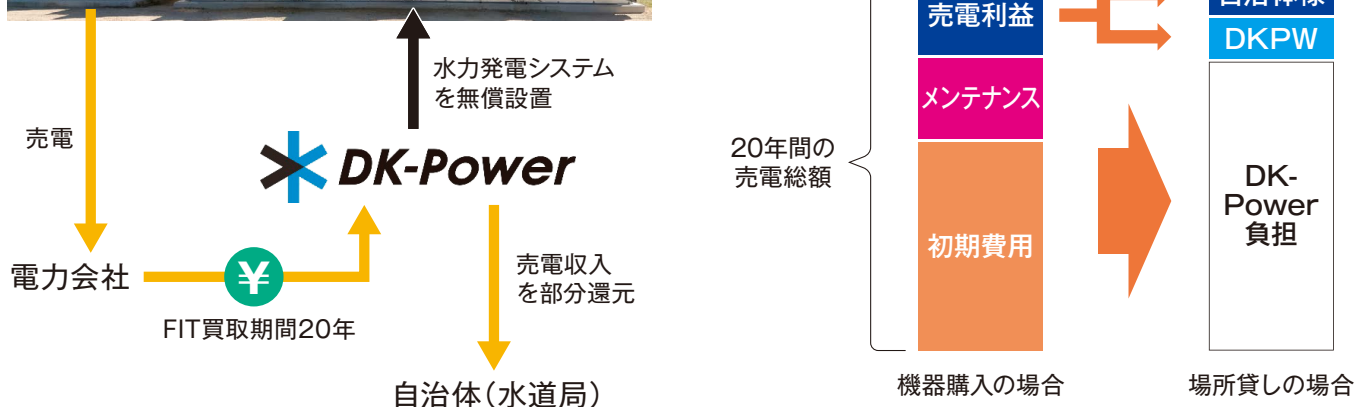 水力発電システム
を無償設置
売電
DK-Power
電力会社
¥
FIT買取期間20年
売電収入
を部分還元
自治体（水道局）
20年間の
売電総額
売電利益
メンテナンス
初期費用
機器購入の場合
自治体様
DKPW
DK-
Power
負担
場所貸しの場合